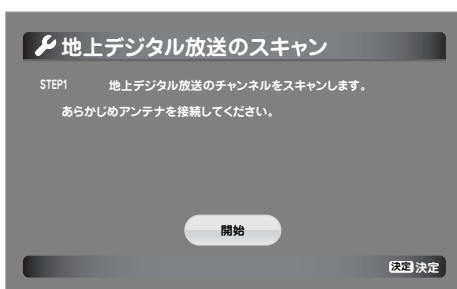 地上デジタル放送のスキャン
STEP1 地上デジタル放送のチャンネルをスキャンします。
あらかじめアンテナを接続してください。
開始
決定 決定